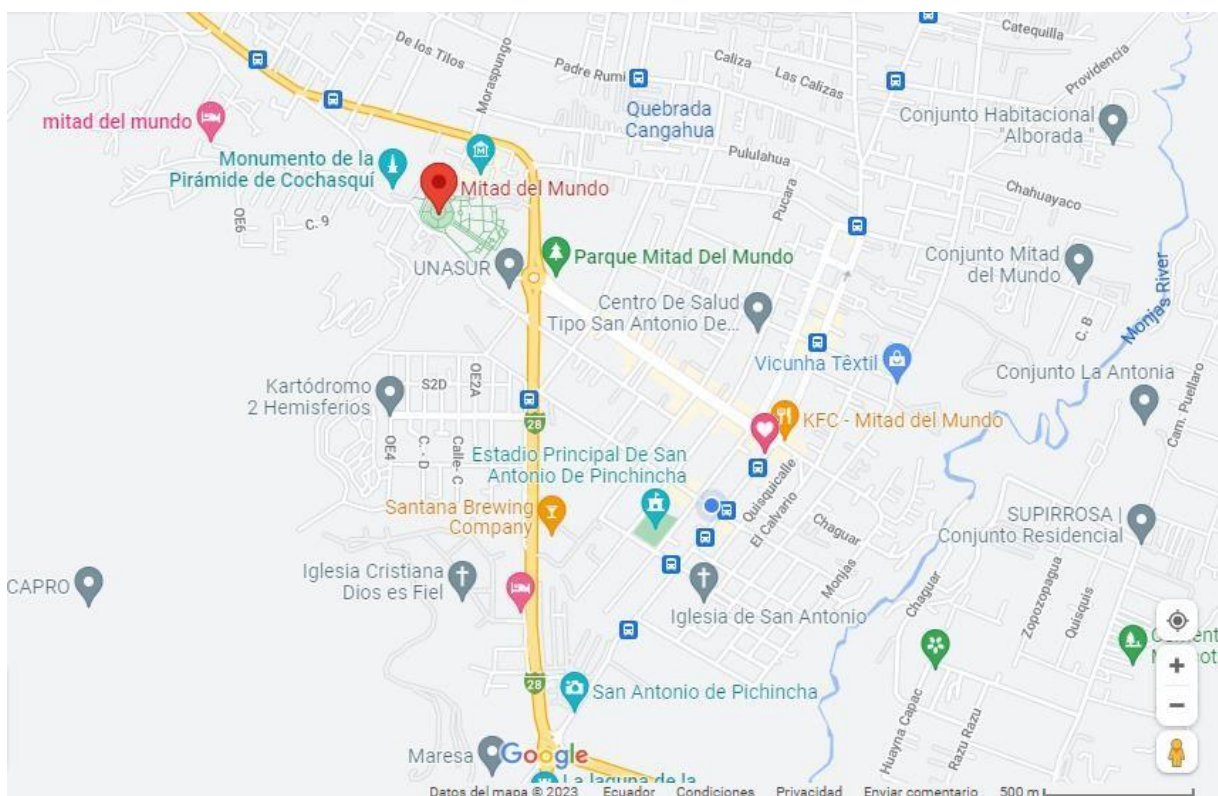 De los Tilos
Moraspungo
Padre Rumi
Caliza
Las Calizas
Catequilla
Providencia
mitad del mundo
Quebrada
Cangahua
Conjunto Habitacional
"Alborada "
Monumento de la
Pirámide de Cochasquí
Mitad del Mundo
Pululahua
Pucara
Chahuayaco
OE6
C. 9
UNASUR
Parque Mitad Del Mundo
Conjunto Mitad
del Mundo
Monjas River
Centro De Salud
Tipo San Antonio De...
C. B
Vicunha Têxtil
Conjunto La Antonia
Cam. Puellaro
Kartódromo
2 Hemisferios
S2D
OE2A
OE4
C. - D
Calle- C
28
KFC - Mitad del Mundo
Estadio Principal De San
Antonio De Pinchincha
Quisquicalle
El Calvario
Chaguar
Monjas
Santana Brewing
Company
SUPIRROSA |
Conjunto Residencial
CAPRO
Iglesia Cristiana
Dios es Fiel
Iglesia de San Antonio
Chaguar
Zopozopagua
Quisquis
28
San Antonio de Pichincha
Huayna Capac
Razu Razu
Maresa
Google
La laguna de la
Datos del mapa © 2023 Ecuador Condiciones Privacidad Enviar comentario 500 m